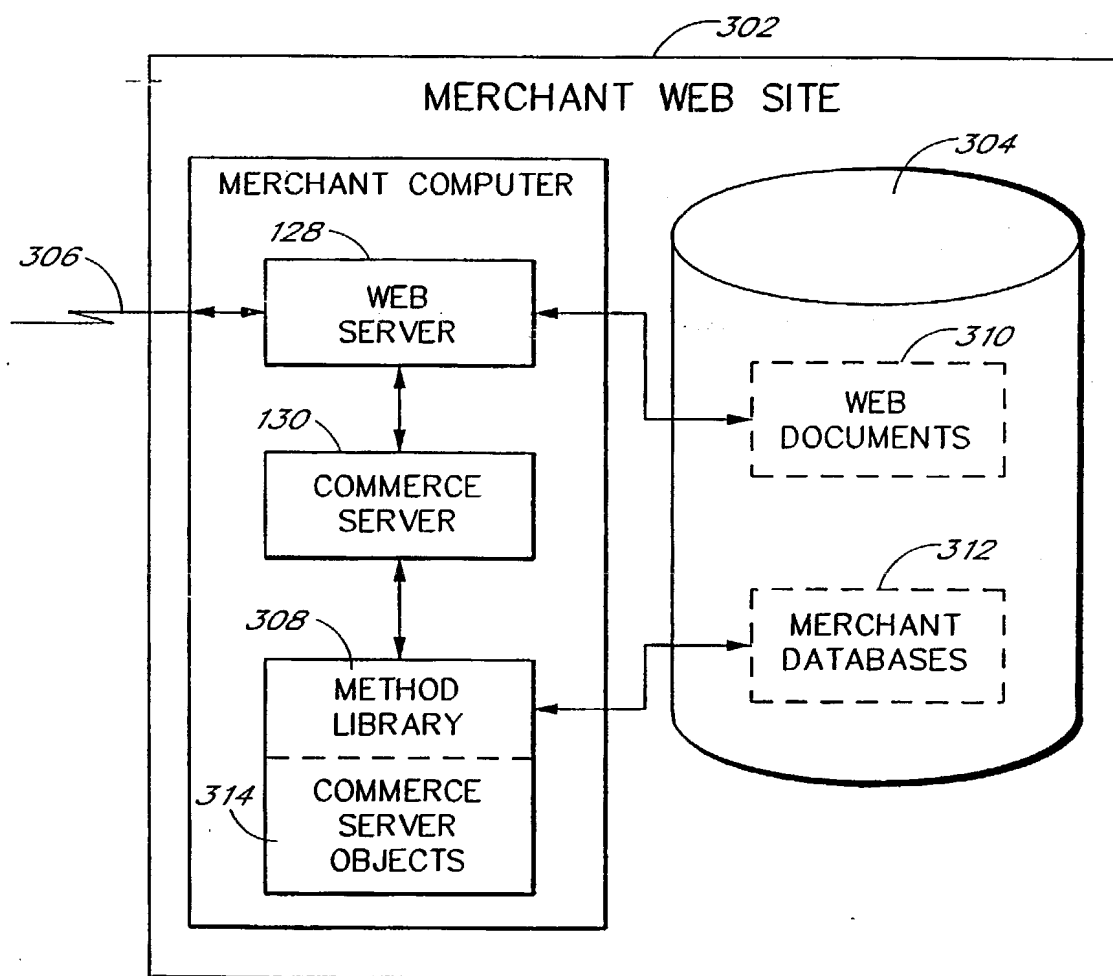 302
MERCHANT WEB SITE
304
MERCHANT COMPUTER
128
306
WEB
SERVER
310
WEB
DOCUMENTS
130
COMMERCE
SERVER
312
MERCHANT
DATABASES
308
METHOD
LIBRARY
314
COMMERCE
SERVER
OBJECTS